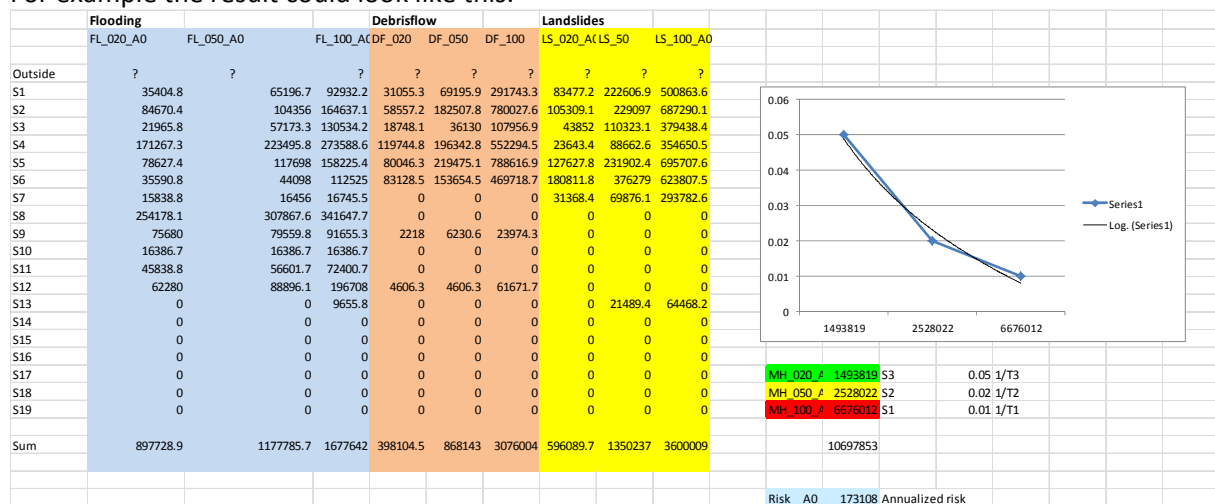 For example the result could look like this:
Flooding Debrisflow Landslides
FL_020_A0 FL_050_A0 FL_100_A0 DF_020 DF_050 DF_100 LS_020_A0 LS_50 LS_100_A0
Outside ? ? ? ? ? ? ? ? ?
S1 35404.8 65196.7 92932.2 31055.3 69195.9 291743.3 83477.2 222606.9 500863.6
S2 84670.4 104356 164637.1 58557.2 182507.8 780027.6 105309.1 229097 687290.1
S3 21965.8 57173.3 130534.2 18748.1 36130 107956.9 43852 110323.1 379438.4
S4 171267.3 223495.8 273588.6 119744.8 196342.8 552294.5 23643.4 88662.6 354650.5
S5 78627.4 117698 158225.4 80046.3 219475.1 788616.9 127627.8 231902.4 695707.6
S6 35590.8 44098 112525 83128.5 153654.5 469718.7 180811.8 376279 623807.5
S7 15838.8 16456 16745.5 0 0 0 31368.4 69876.1 293782.6
S8 254178.1 307867.6 341647.7 0 0 0 0 0 0
S9 75680 79559.8 91655.3 2218 6230.6 23974.3 0 0 0
S10 16386.7 16386.7 16386.7 0 0 0 0 0 0
S11 45838.8 56601.7 72400.7 0 0 0 0 0 0
S12 62280 88896.1 196708 4606.3 4606.3 61671.7 0 0 0
S13 0 0 9655.8 0 0 0 0 21489.4 64468.2
S14 0 0 0 0 0 0 0 0 0
S15 0 0 0 0 0 0 0 0 0
S16 0 0 0 0 0 0 0 0 0
S17 0 0 0 0 0 0 0 0 0
S18 0 0 0 0 0 0 0 0 0
S19 0 0 0 0 0 0 0 0 0
Sum 897728.9 1177785.7 1677642 398104.5 868143 3076004 596089.7 1350237 3600009
0.06
0.05
0.04
0.03
0.02
0.01
0
1493819 2528022 6676012
Series1
Log. (Series1)
MH_020_A 1493819 S3 0.05 1/T3
MH_050_A 2528022 S2 0.02 1/T2
MH_100_A 6676012 S1 0.01 1/T1
10697853
Risk A0 173108 Annualized risk